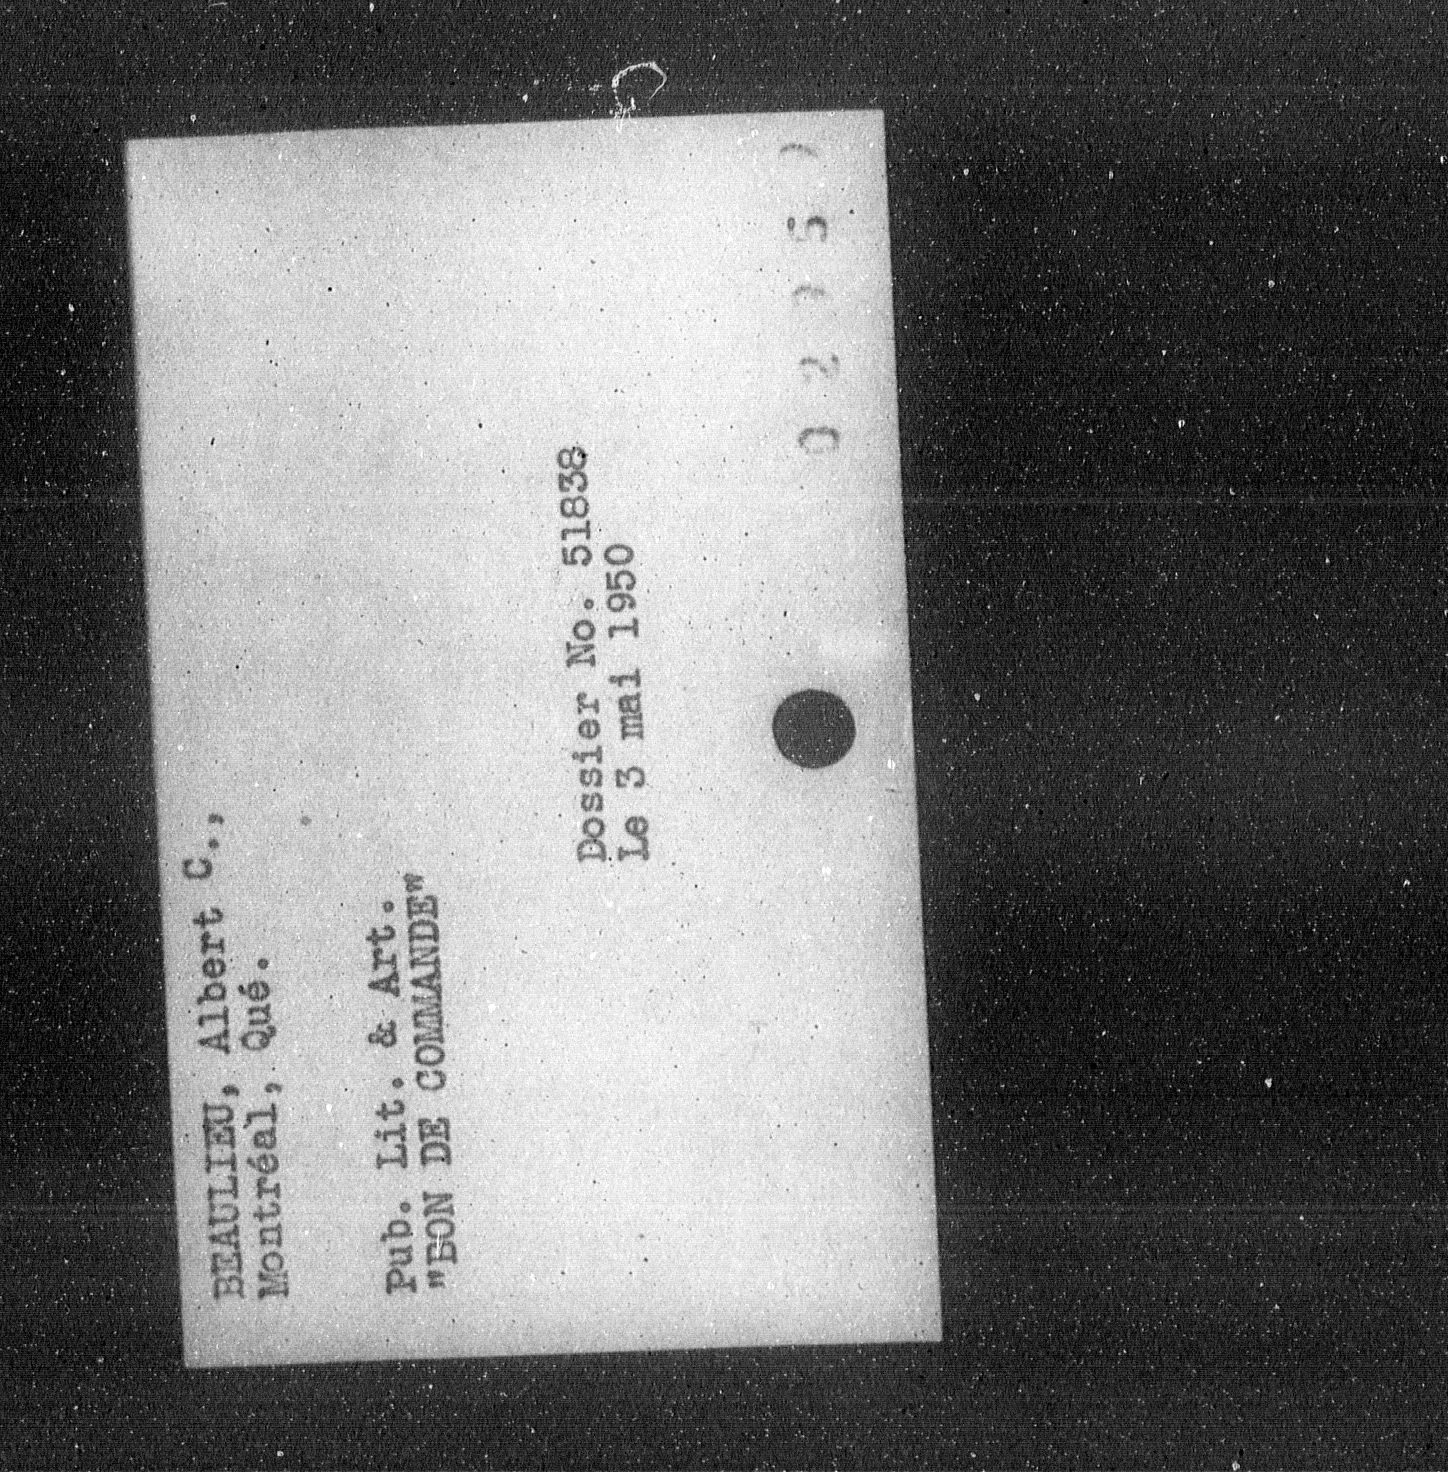 BEAULIEU, Albert C.,
Montréal, Qué.
Pub. Lit. & Art.
"BON DE COMMANDE"
Dossier No. 51838
Le 3 mai 1950